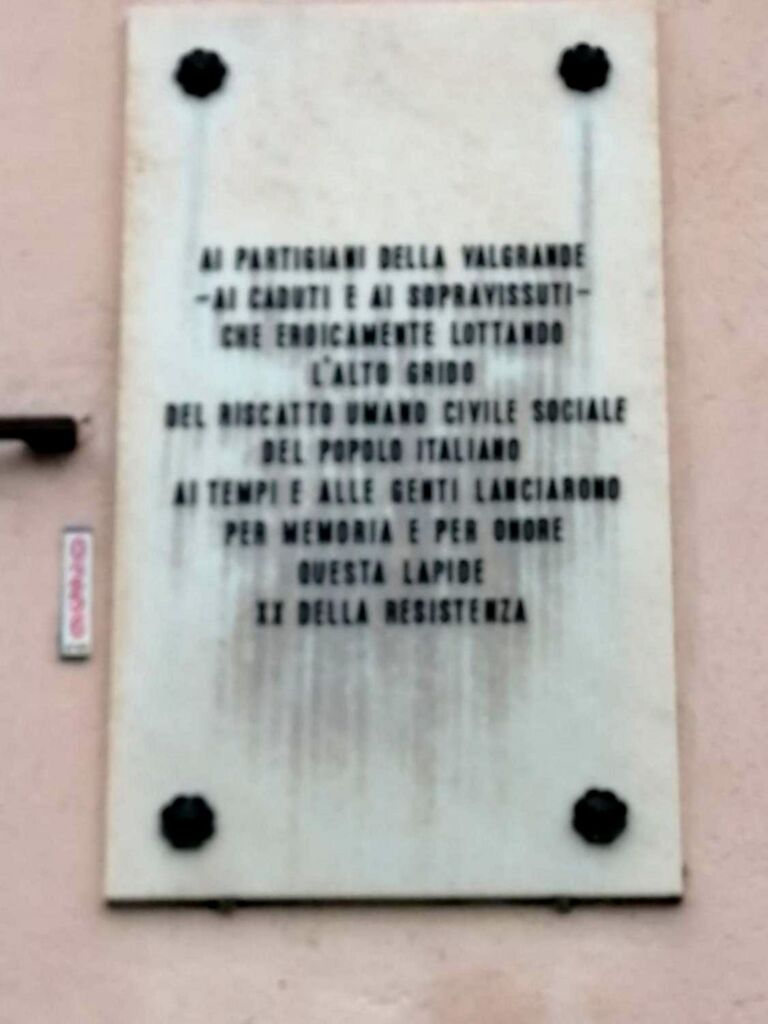 AI PARTIGIANI DELLA VALGRANDE
-AI CADUTI E AI SOPRAVISSUTI-
CHE EROICAMENTE LOTTANDO
L'ALTO GRIDO
DEL RISCATTO UMANO CIVILE SOCIALE
DEL POPOLO ITALIANO
AI TEMPI E ALLE GENTI LANCIARONO
PER MEMORIA E PER ONORE
QUESTA LAPIDE
XX DELLA RESISTENZA